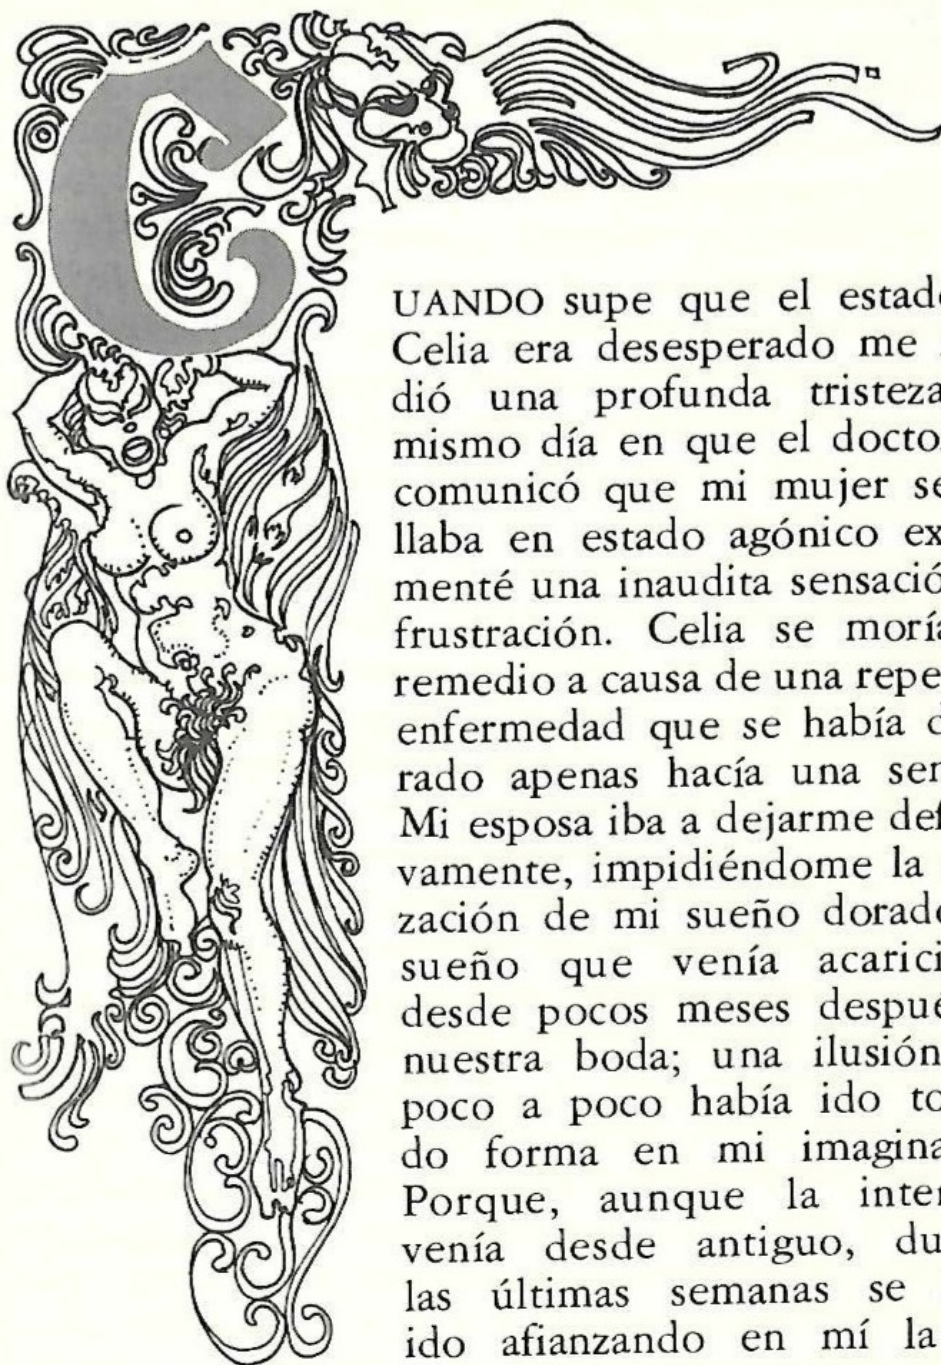 CUANDO supe que el estado
Celia era desesperado me
dió una profunda tristeza
mismo día en que el docto
comunicó que mi mujer se
llaba en estado agónico ex
menté una inaudita sensació
frustración. Celia se moría
remedio a causa de una repe
enfermedad que se había
rado apenas hacía una ser
Mi esposa iba a dejarme def
vamente, impidiéndome la
zación de mi sueño dorado
sueño que venía acarici
desde pocos meses despué
nuestra boda; una ilusión
poco a poco había ido to
do forma en mi imagina
Porque, aunque la inter
venía desde antiguo, du
las últimas semanas se
ido afianzando en mí la